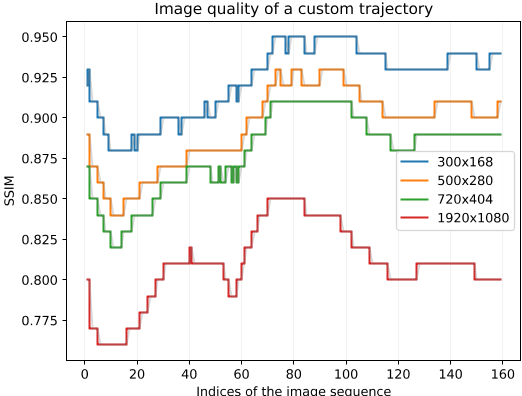 Image quality of a custom trajectory
SSIM
0.950
0.925
0.900
0.875
0.850
0.825
0.800
0.775
300x168
500x280
720x404
1920x1080
0 20 40 60 80 100 120 140 160
Indices of the image sequence